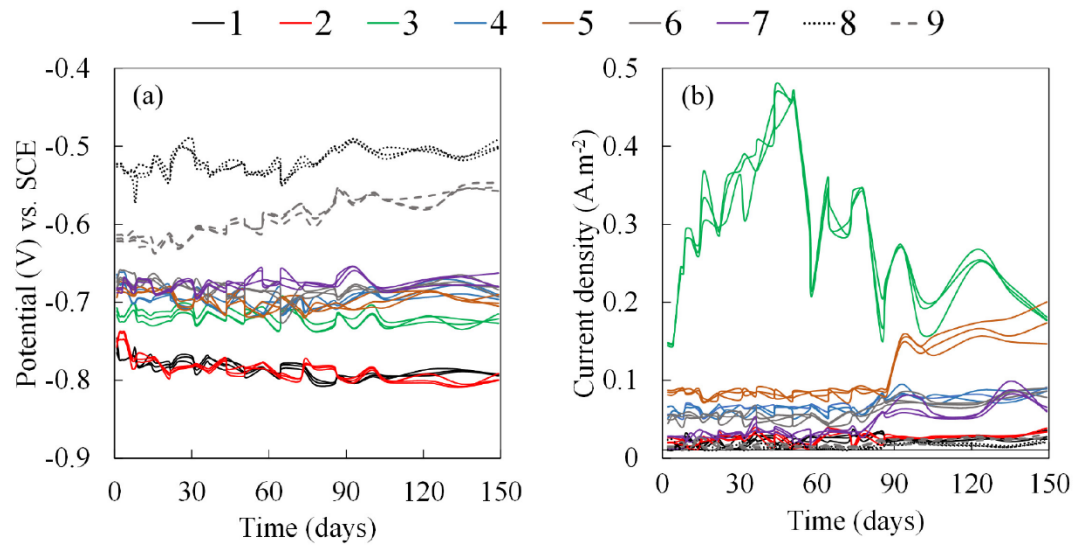 1 2 3 4 5 6 7 8 9
(a)
Potential (V) vs. SCE
-0.4
-0.5
-0.6
-0.7
-0.8
-0.9
0 30 60 90 120 150
Time (days)
(b)
Current density (A.m-2)
0.5
0.4
0.3
0.2
0.1
0
0 30 60 90 120 150
Time (days)